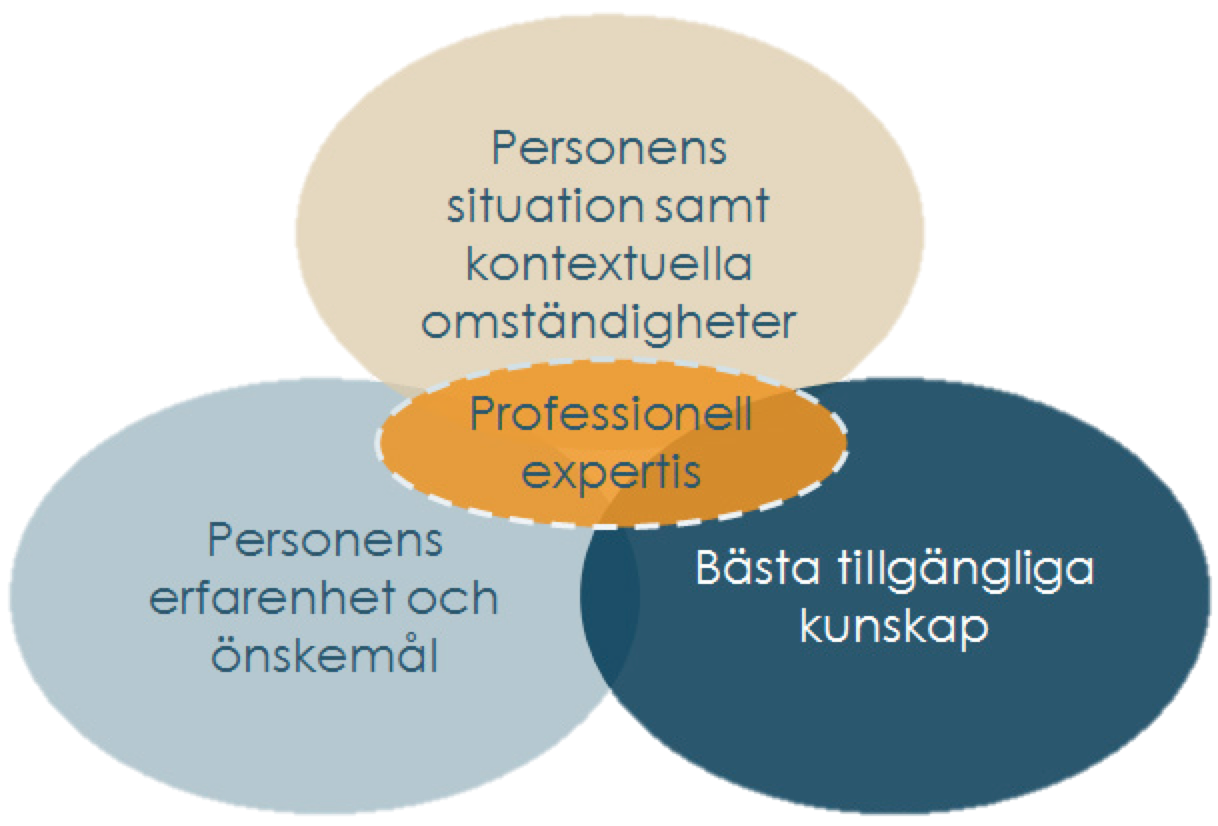 Personens
situation samt
kontextuella
omständigheter
Professionell
expertis
Personens
erfarenhet och
önskemål
Bästa tillgängliga
kunskap